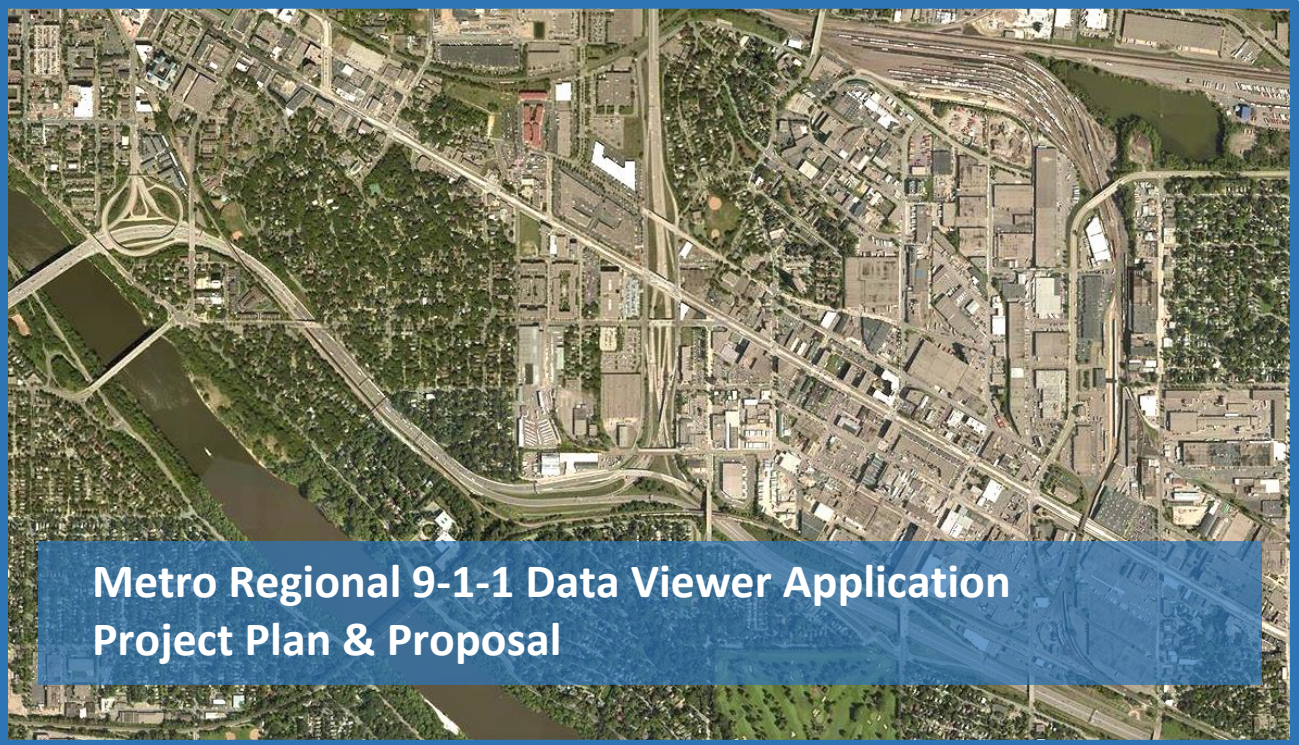 Metro Regional 9-1-1 Data Viewer Application
Project Plan & Proposal